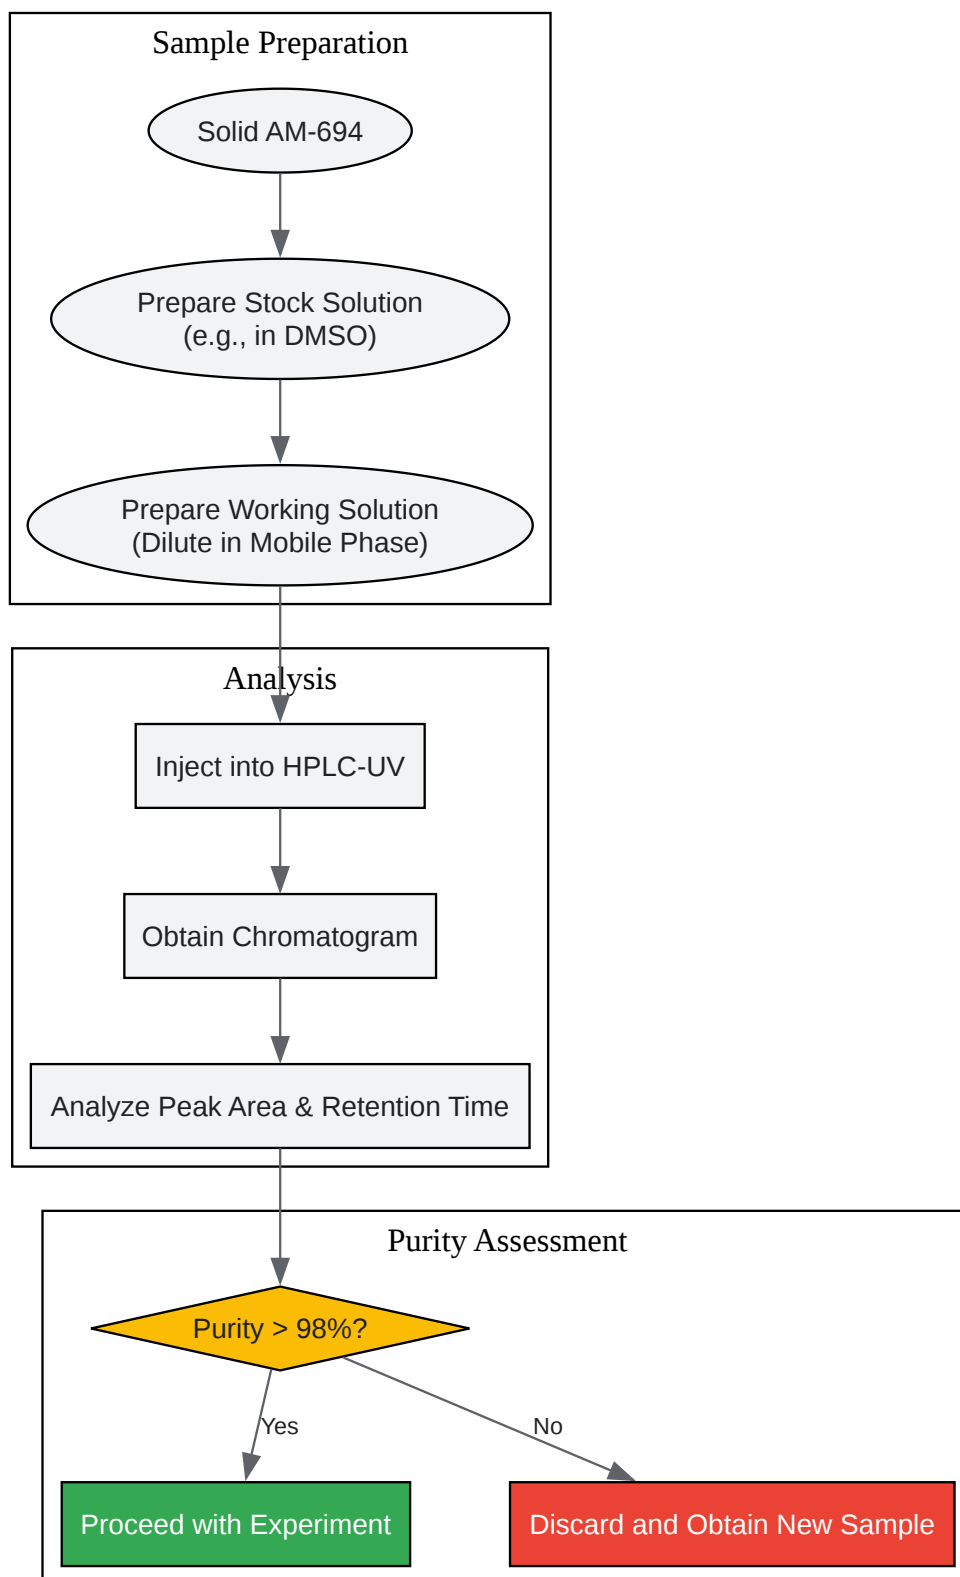 Sample Preparation
Solid AM-694
Prepare Stock Solution
(e.g., in DMSO)
Prepare Working Solution
(Dilute in Mobile Phase)
Analysis
Inject into HPLC-UV
Obtain Chromatogram
Analyze Peak Area & Retention Time
Purity Assessment
Purity > 98%?
Yes
No
Proceed with Experiment
Discard and Obtain New Sample